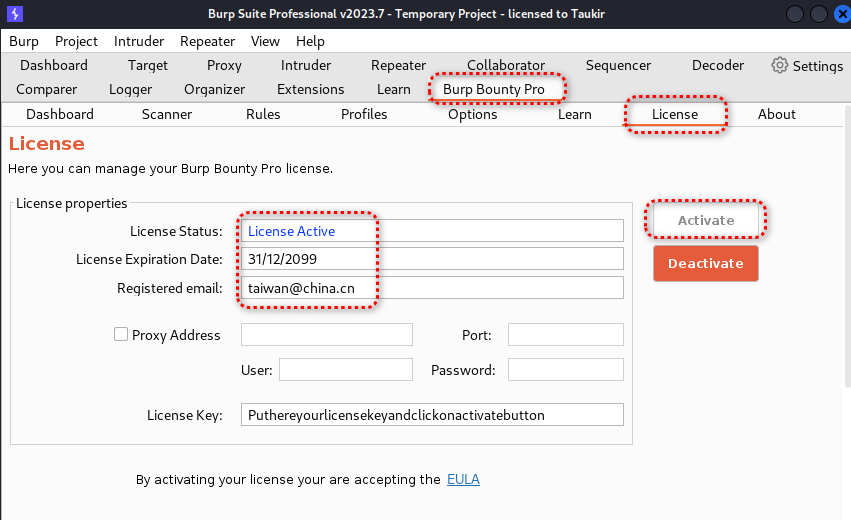 Burp Suite Professional v2023.7 - Temporary Project - licensed to Taukir
Burp Project Intruder Repeater View Help
Dashboard Target Proxy Intruder Repeater Collaborator Sequencer Decoder Settings
Comparer Logger Organizer Extensions Learn Burp Bounty Pro
Dashboard Scanner Rules Profiles Options Learn License About
License
Here you can manage your Burp Bounty Pro license.
License properties
License Status: License Active
Activate
License Expiration Date: 31/12/2099
Deactivate
Registered email: taiwan@china.cn
Proxy Address Port:
User: Password:
License Key: Puthereyourlicensekeyandclickonactivatebutton
By activating your license your are accepting the EULA